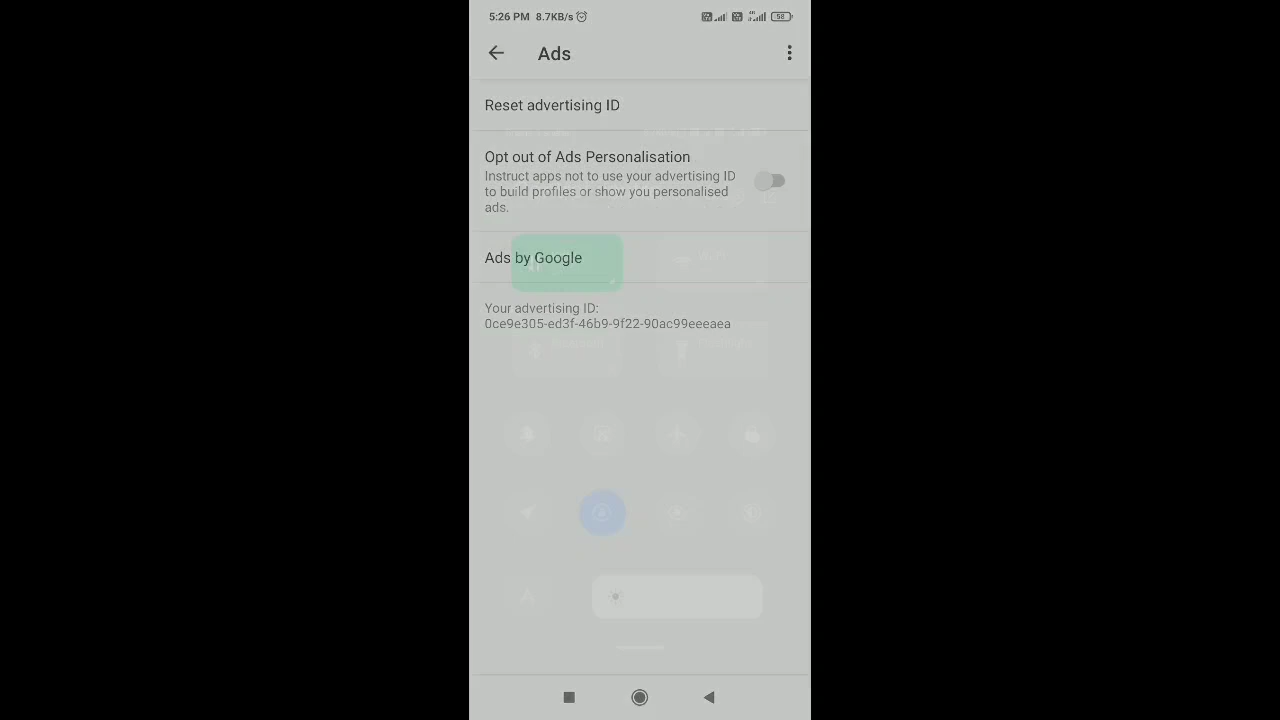 5:26 PM 8.7KB/s
58
Ads
Reset advertising ID
Opt out of Ads Personalisation
Instruct apps not to use your advertising ID
to build profiles or show you personalised
ads.
Ads by Google
Your advertising ID:
0ce9e305-ed3f-46b9-9f22-90ac99eeeaea